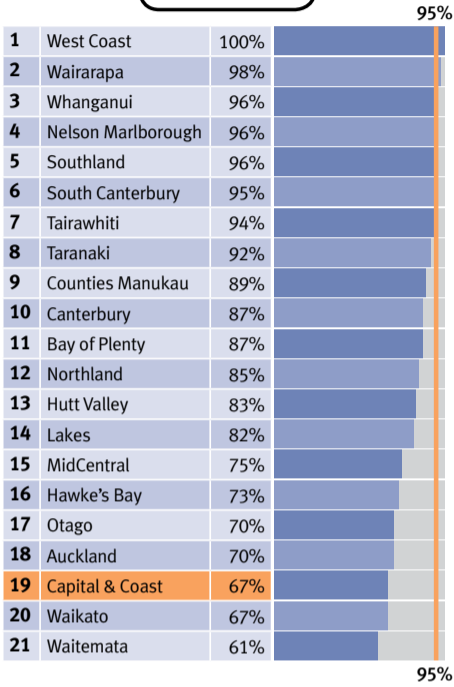 95%
1 West Coast 100%
2 Wairarapa 98%
3 Whanganui 96%
4 Nelson Marlborough 96%
5 Southland 96%
6 South Canterbury 95%
7 Tairawhiti 94%
8 Taranaki 92%
9 Counties Manukau 89%
10 Canterbury 87%
11 Bay of Plenty 87%
12 Northland 85%
13 Hutt Valley 83%
14 Lakes 82%
15 MidCentral 75%
16 Hawke’s Bay 73%
17 Otago 70%
18 Auckland 70%
19 Capital & Coast 67%
20 Waikato 67%
21 Waitemata 61%
95%